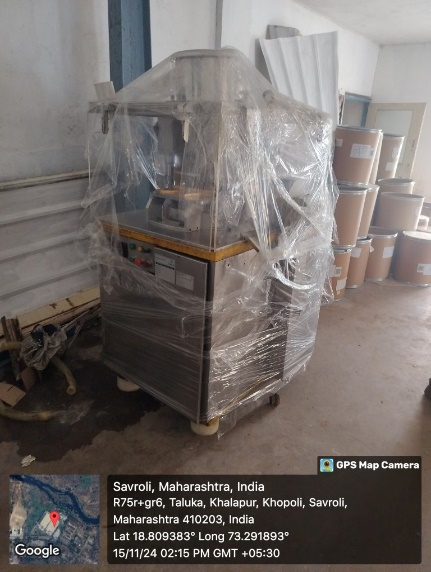 GPS Map Camera
Savroli, Maharashtra, India
R75r+gr6, Taluka, Khalapur, Khopoli, Savroli,
Maharashtra 410203, India
Lat 18.809383° Long 73.291893°
15/11/24 02:15 PM GMT +05:30
Google